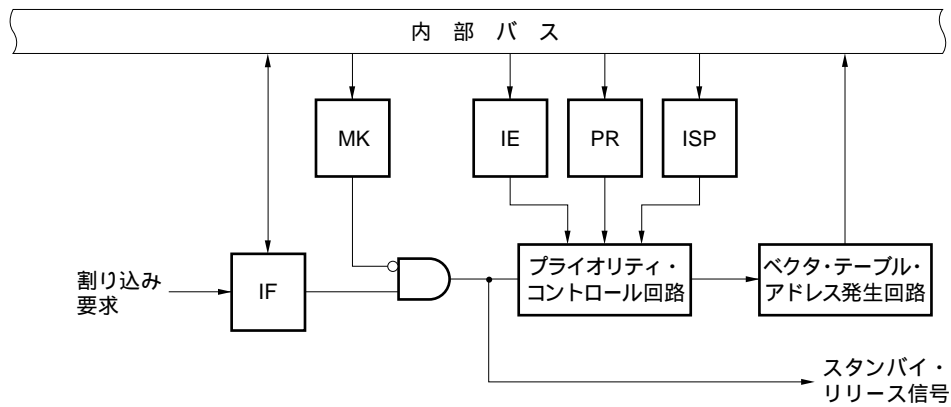 内 部 バ ス
MK
IE
PR
ISP
割り込み
要求
IF
プライオリティ・
コントロール回路
ベクタ・テーブル・
アドレス発生回路
スタンバイ・
リリース信号